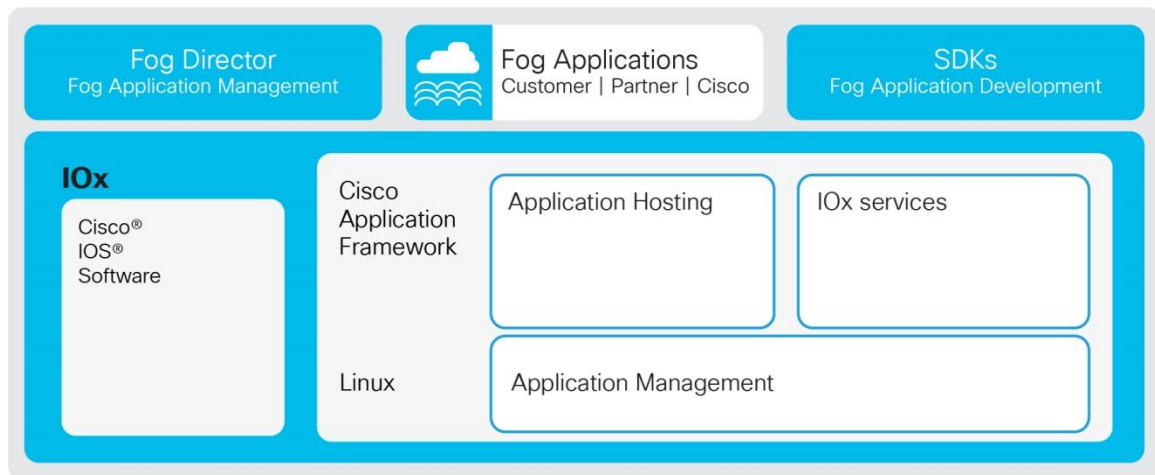 Fog Director
Fog Application Management
Fog Applications
Customer | Partner | Cisco
SDKs
Fog Application Development
IOx
Cisco®
IOS®
Software
Cisco
Application
Framework
Application Hosting
IOx services
Linux
Application Management